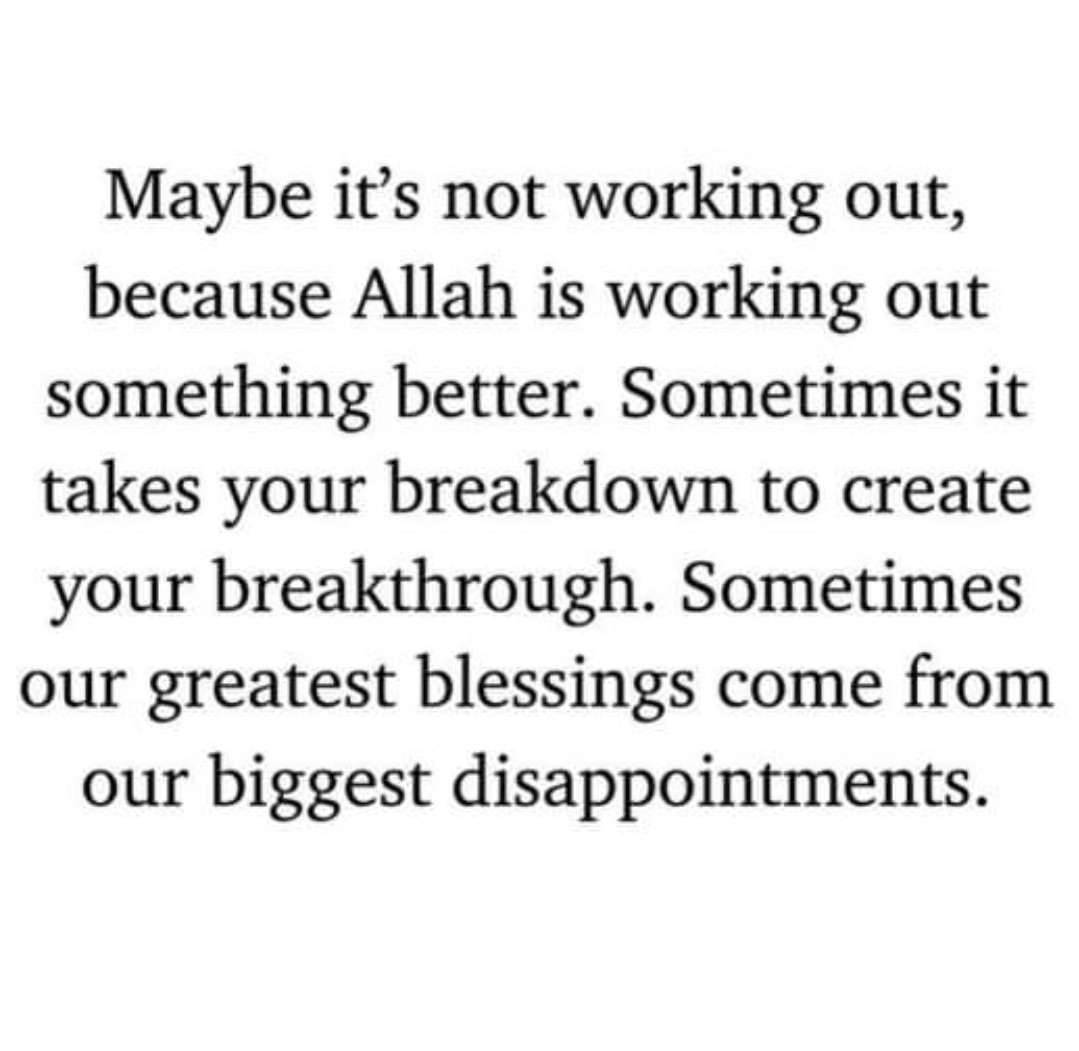 Maybe it’s not working out,
because Allah is working out
something better. Sometimes it
takes your breakdown to create
your breakthrough. Sometimes
our greatest blessings come from
our biggest disappointments.